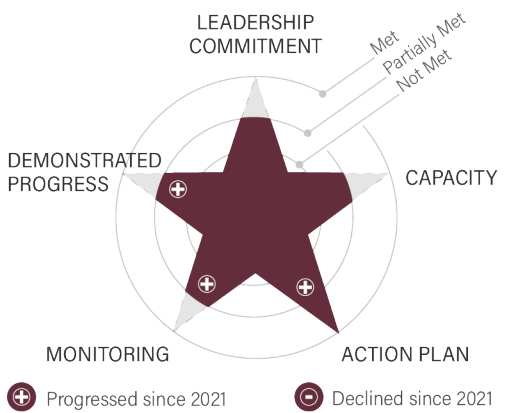 LEADERSHIP
COMMITMENT
Met
Partially Met
Not Met
DEMONSTRATED
PROGRESS
CAPACITY
MONITORING
ACTION PLAN
Progressed since 2021
Declined since 2021